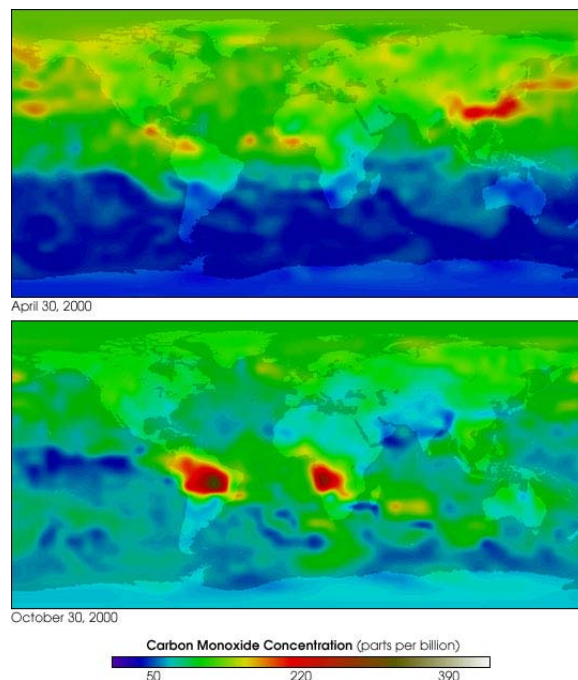 April 30, 2000
October 30, 2000
Carbon Monoxide Concentration (parts per billion)
50 220 390